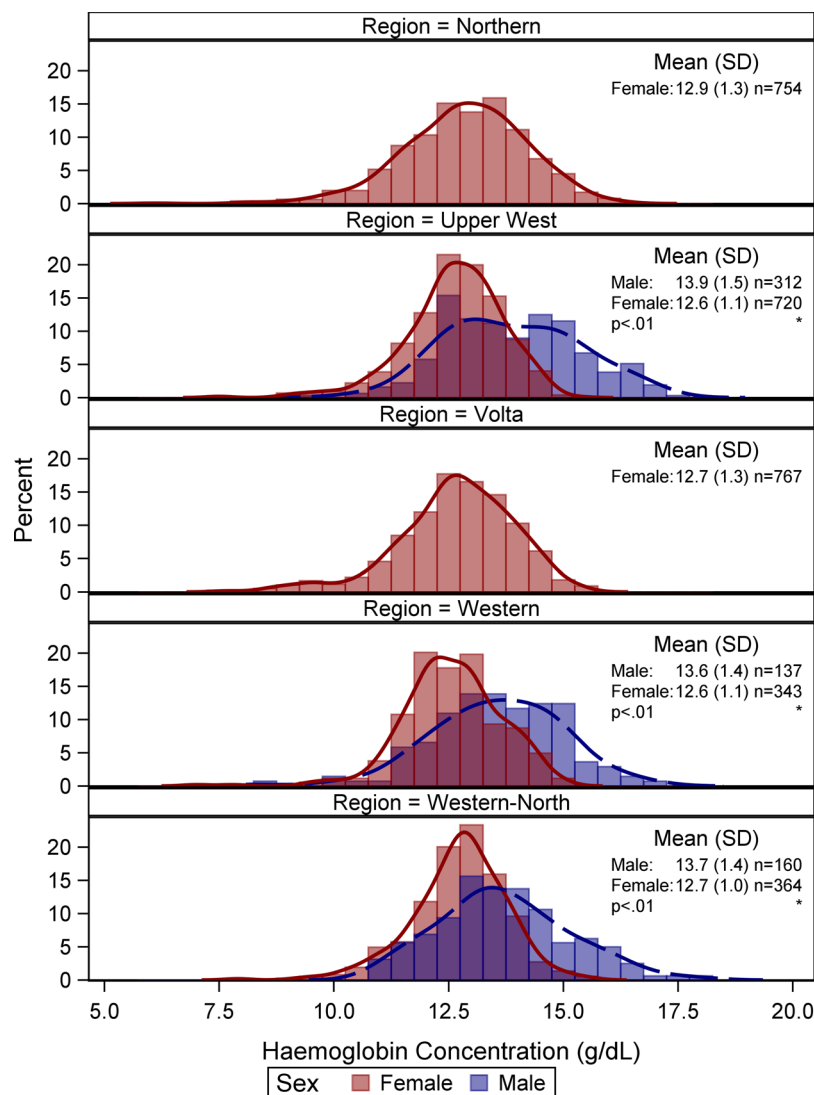 Region = Northern
Mean (SD)
Female: 12.9 (1.3) n=754
20
15
10
5
0
Region = Upper West
Mean (SD)
Male: 13.9 (1.5) n=312
Female: 12.6 (1.1) n=720
p<.01 *
20
15
10
5
0
Region = Volta
Mean (SD)
Female: 12.7 (1.3) n=767
20
15
10
5
0
Percent
Region = Western
Mean (SD)
Male: 13.6 (1.4) n=137
Female: 12.6 (1.1) n=343
p<.01 *
20
15
10
5
0
Region = Western-North
Mean (SD)
Male: 13.7 (1.4) n=160
Female: 12.7 (1.0) n=364
p<.01 *
20
15
10
5
0
5.0 7.5 10.0 12.5 15.0 17.5 20.0
Haemoglobin Concentration (g/dL)
Sex Female Male